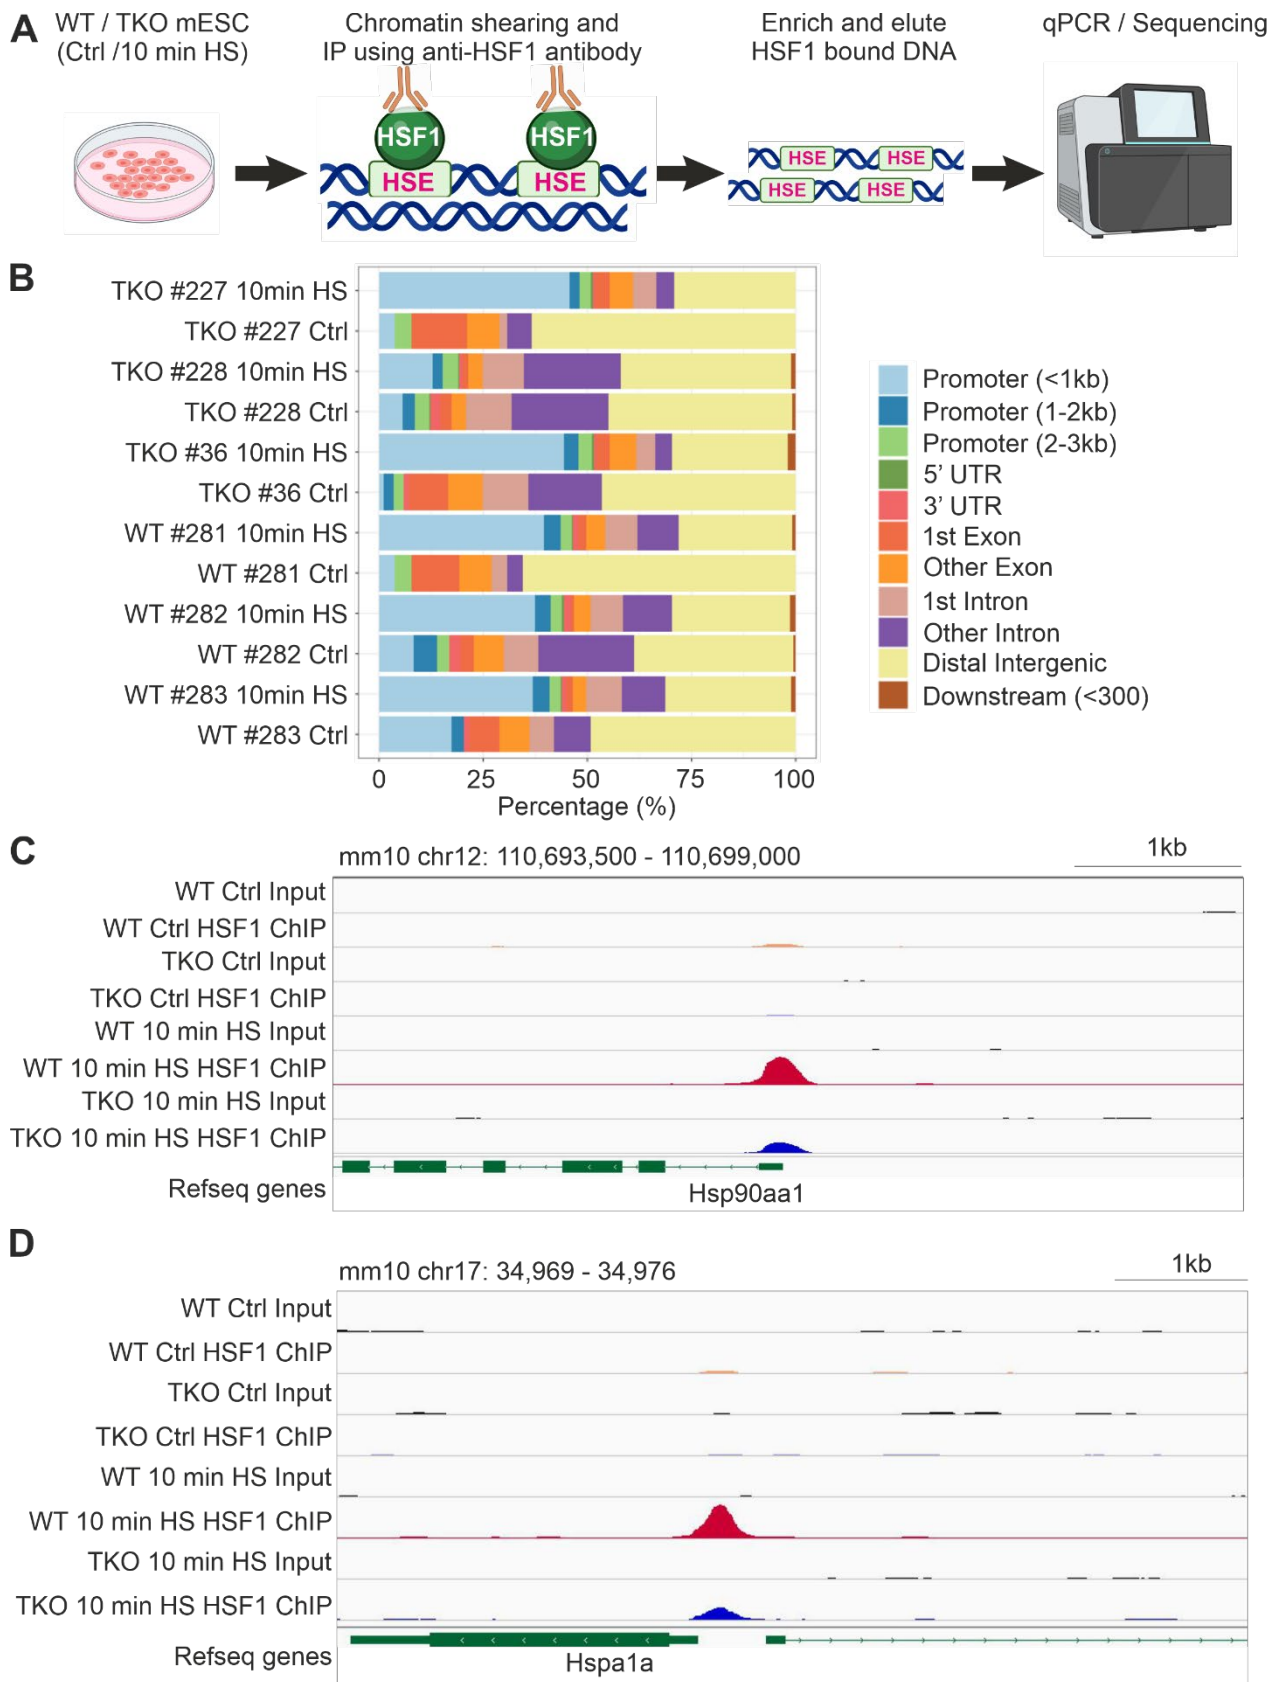 A
WT / TKO mESC
(Ctrl /10 min HS)
Chromatin shearing and
IP using anti-HSF1 antibody
Enrich and elute
HSF1 bound DNA
qPCR / Sequencing
HSF1
HSF1
HSE
HSE
HSE
HSE
HSE
HSE
B
TKO #227 10min HS
TKO #227 Ctrl
TKO #228 10min HS
TKO #228 Ctrl
TKO #36 10min HS
TKO #36 Ctrl
WT #281 10min HS
WT #281 Ctrl
WT #282 10min HS
WT #282 Ctrl
WT #283 10min HS
WT #283 Ctrl
0 25 50 75 100
Percentage (%)
Promoter (<1kb)
Promoter (1-2kb)
Promoter (2-3kb)
5' UTR
3' UTR
1st Exon
Other Exon
1st Intron
Other Intron
Distal Intergenic
Downstream (<300)
C
mm10 chr12: 110,693,500 - 110,699,000
1kb
WT Ctrl Input
WT Ctrl HSF1 ChIP
TKO Ctrl Input
TKO Ctrl HSF1 ChIP
WT 10 min HS Input
WT 10 min HS HSF1 ChIP
TKO 10 min HS Input
TKO 10 min HS HSF1 ChIP
Refseq genes
Hsp90aa1
D
mm10 chr17: 34,969 - 34,976
1kb
WT Ctrl Input
WT Ctrl HSF1 ChIP
TKO Ctrl Input
TKO Ctrl HSF1 ChIP
WT 10 min HS Input
WT 10 min HS HSF1 ChIP
TKO 10 min HS Input
TKO 10 min HS HSF1 ChIP
Refseq genes
Hspa1a